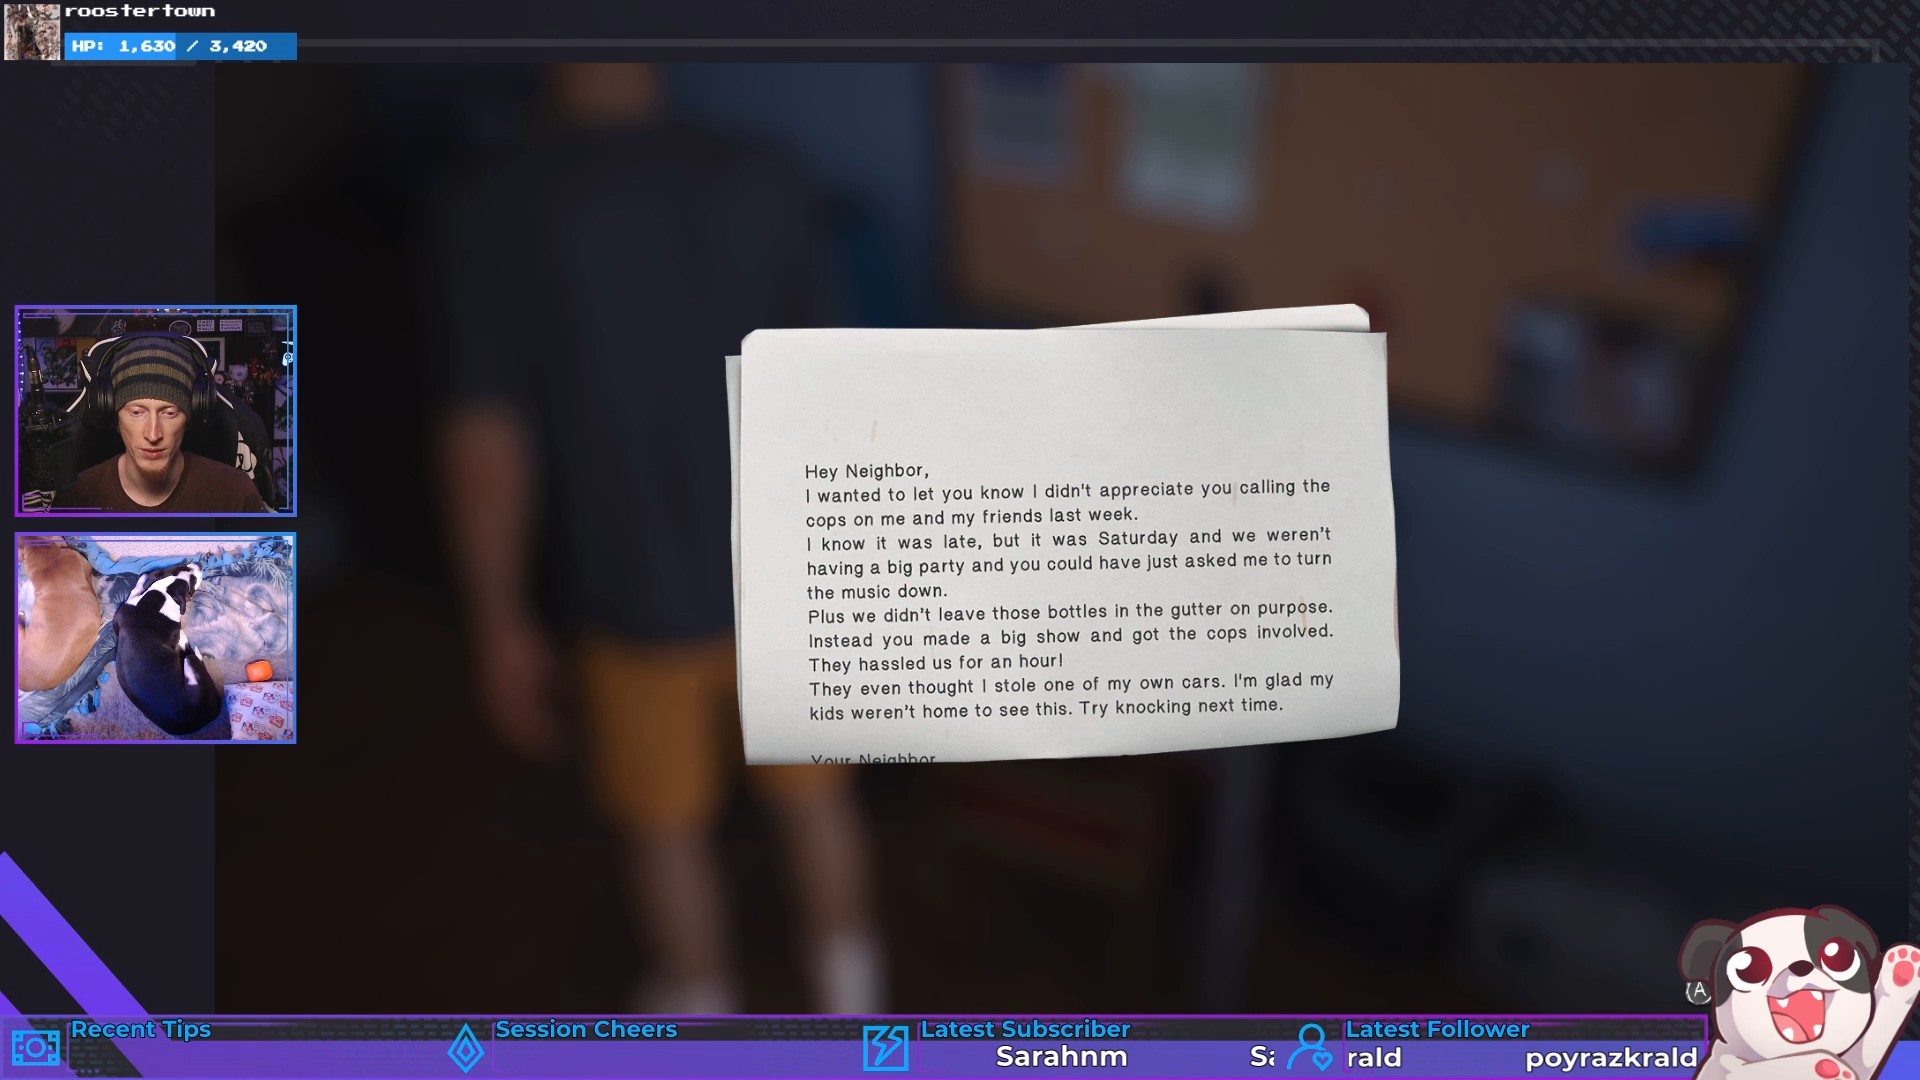 roostertown
HP: 1,630 / 3,420
Hey Neighbor,
I wanted to let you know I didn't appreciate you calling the
cops on me and my friends last week.
I know it was late, but it was Saturday and we weren't
having a big party and you could have just asked me to turn
the music down.
Plus we didn't leave those bottles in the gutter on purpose.
Instead you made a big show and got the cops involved.
They hassled us for an hour!
They even thought I stole one of my own cars. I'm glad my
kids weren't home to see this. Try knocking next time.
Your Neighbor
A
Recent Tips
Session Cheers
Latest Subscriber
Sarahnm Sa
Latest Follower
rald poyrazkrald